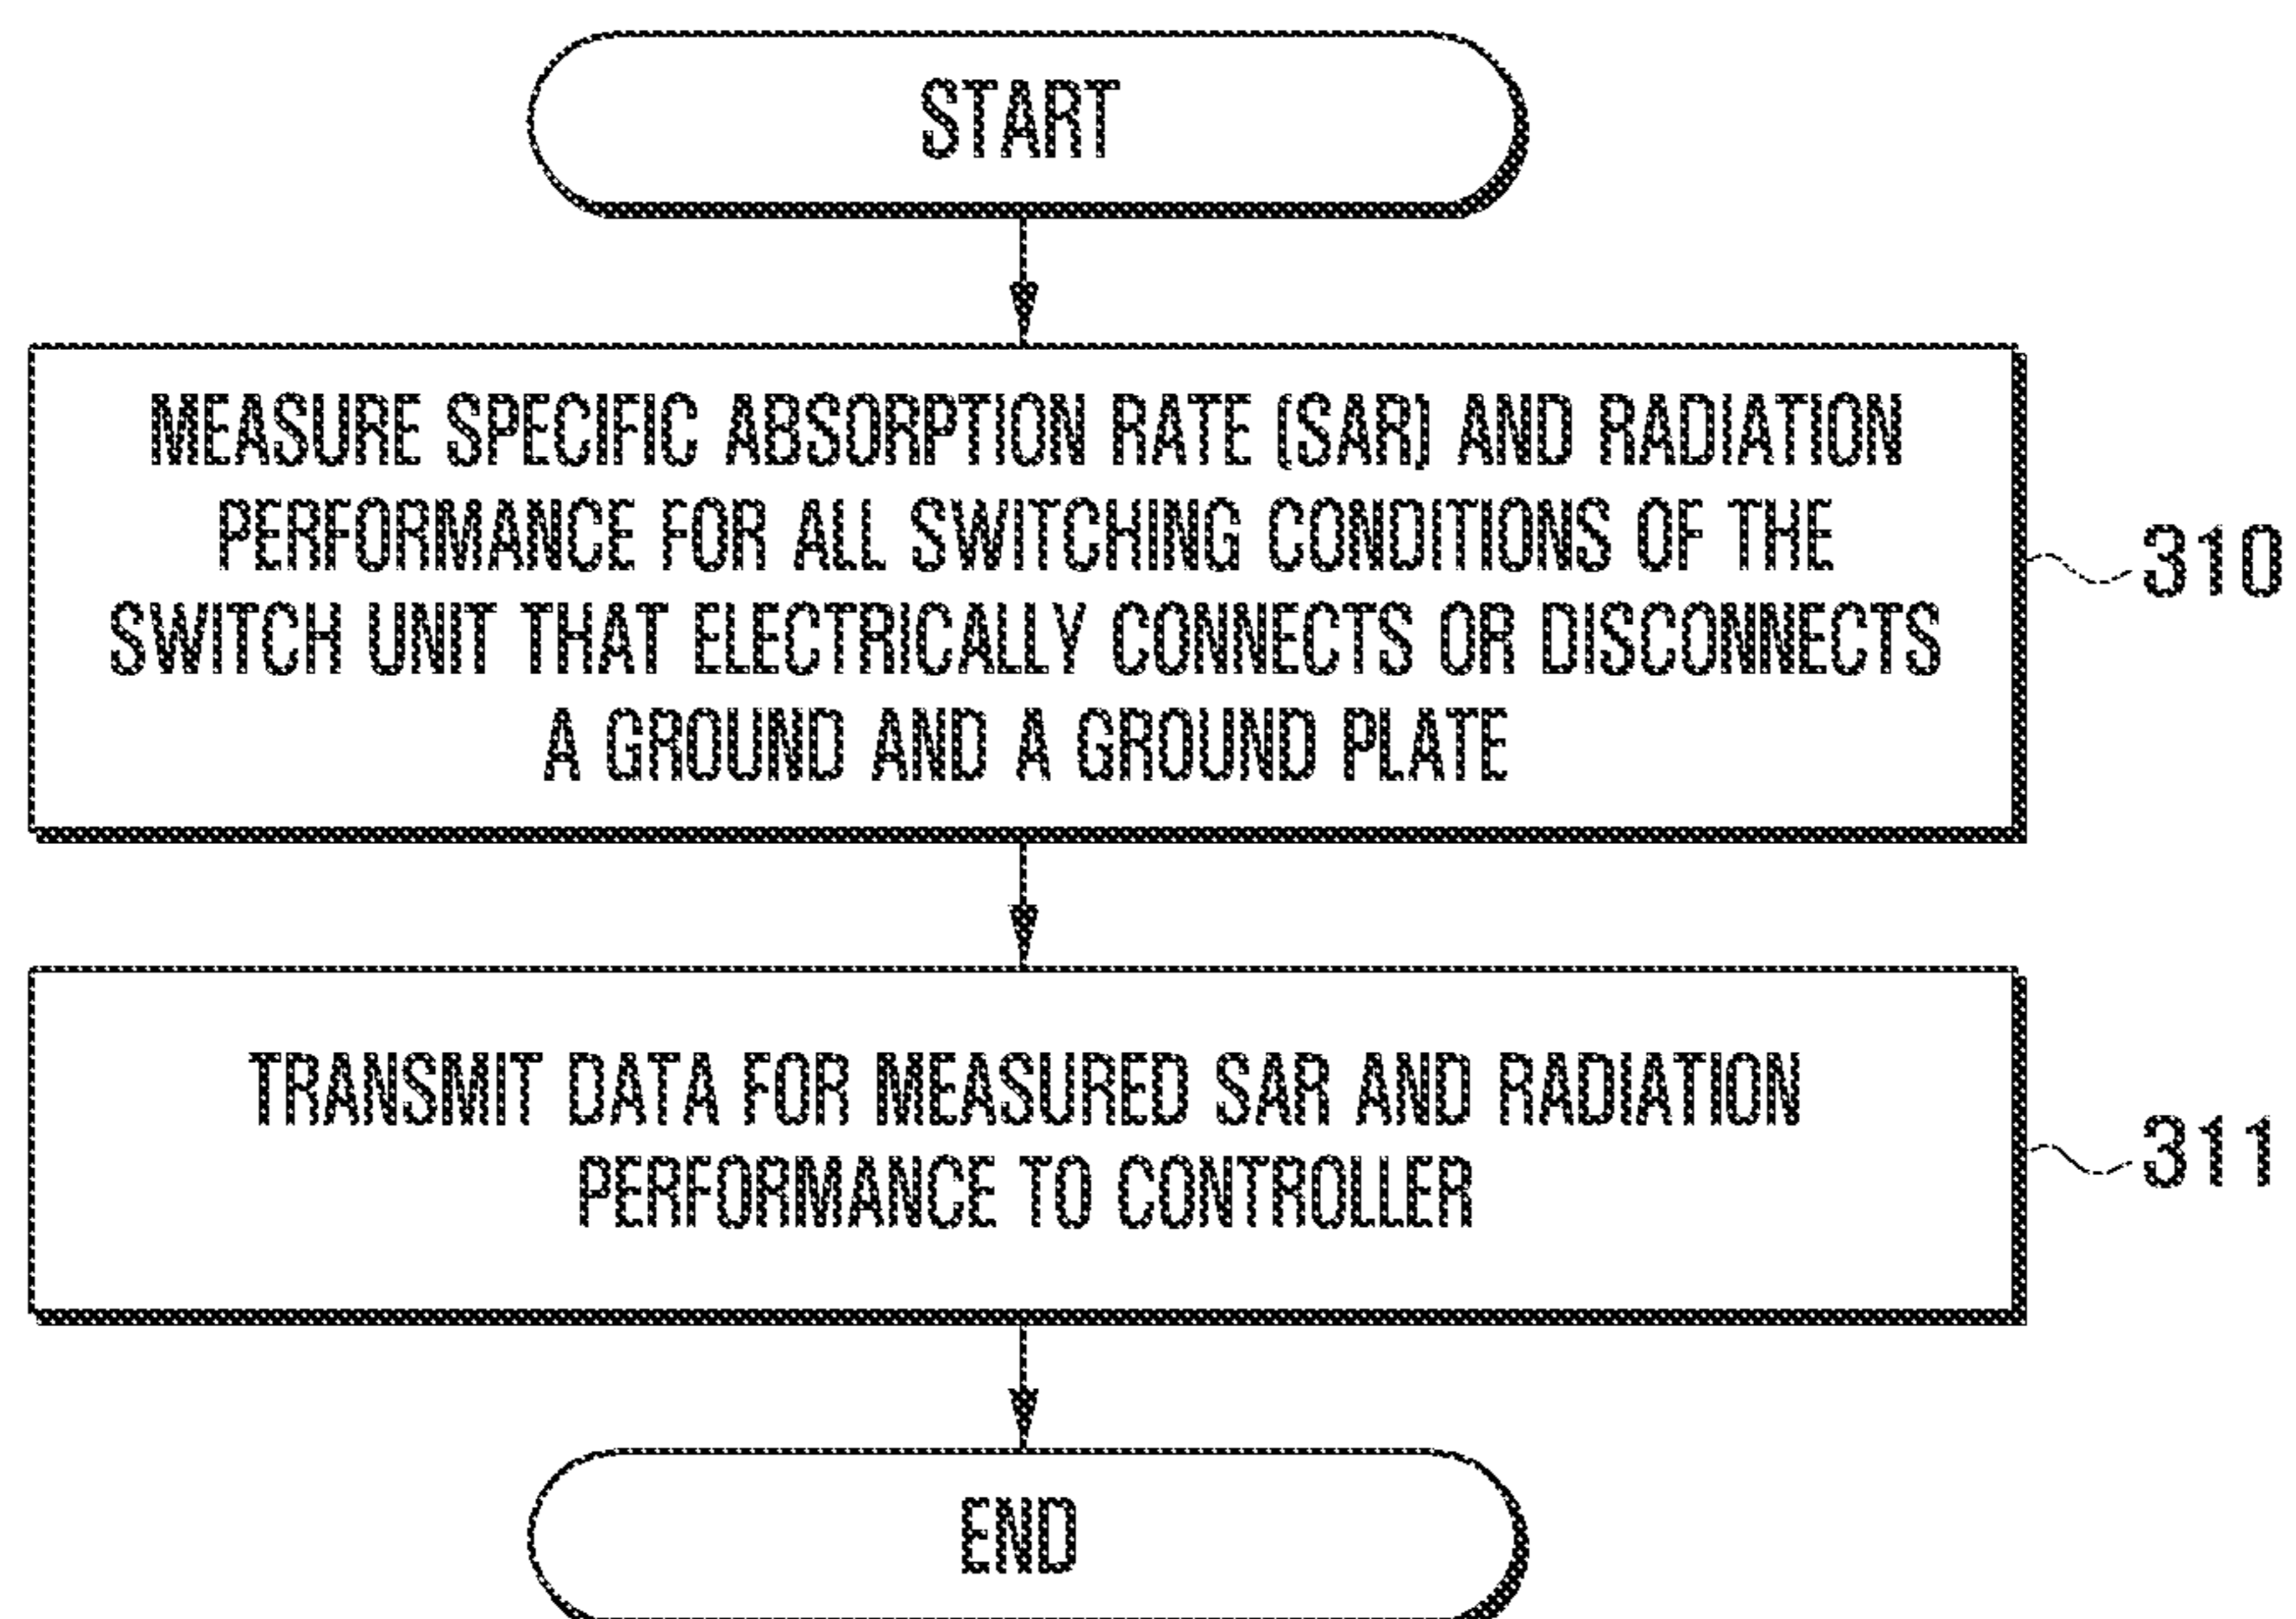 START
MEASURE SPECIFIC ABSORPTION RATE (SAR) AND RADIATION
PERFORMANCE FOR ALL SWITCHING CONDITIONS OF THE
SWITCH UNIT THAT ELECTRICALLY CONNECTS OR DISCONNECTS
A GROUND AND A GROUND PLATE
310
TRANSMIT DATA FOR MEASURED SAR AND RADIATION
PERFORMANCE TO CONTROLLER
311
END